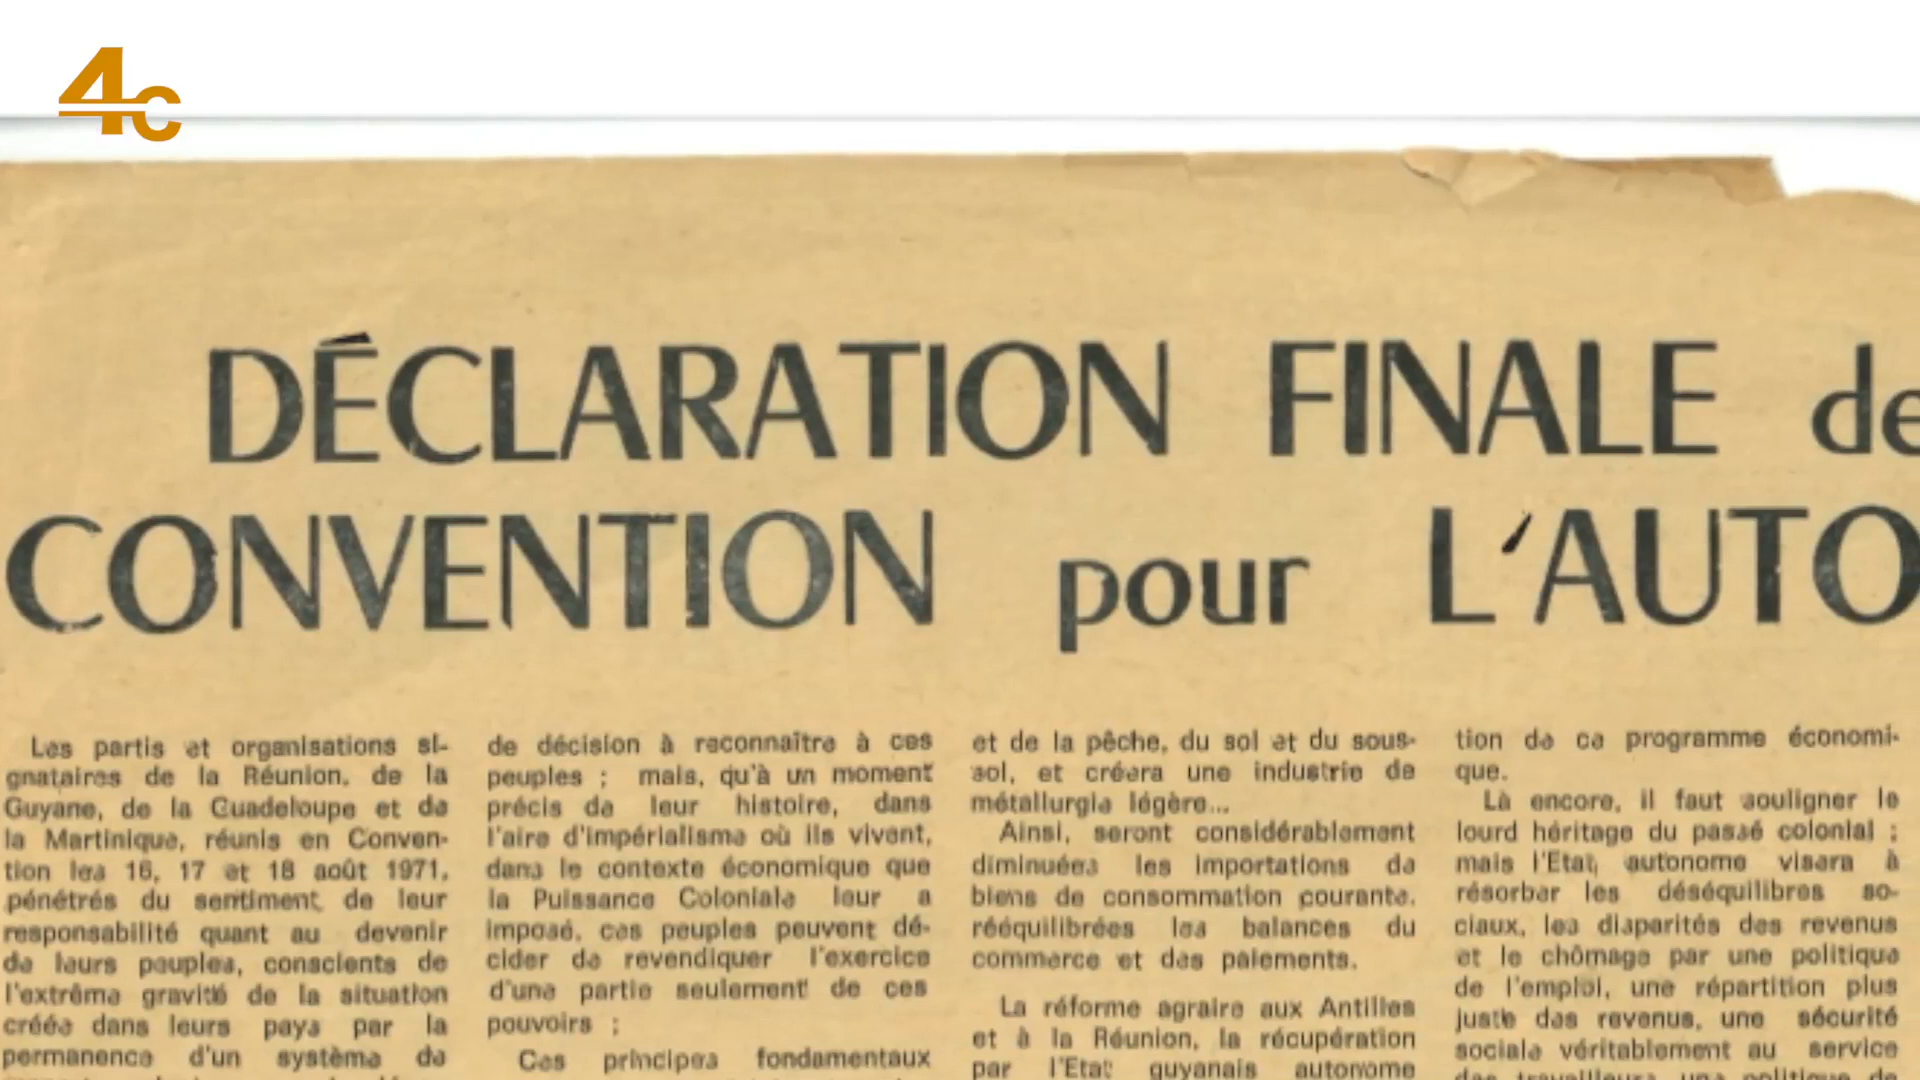 4c
DÉCLARATION FINALE de
CONVENTION pour L'AUTO
Les partis et organisations si-
gnataires de la Réunion, de la
Guyane, de la Guadeloupe et de
la Martinique, réunis en Conven-
tion les 16, 17 et 18 août 1971,
pénétrés du sentiment de leur
responsabilité quant au devenir
de leurs peuples, conscients de
l'extrême gravité de la situation
créée dans leurs pays par la
permanence d'un système de
de décision à reconnaître à ces
peuples ; mais, qu'à un moment
précis de leur histoire, dans
l'aire d'impérialisme où ils vivent,
dans le contexte économique que
la Puissance Coloniale leur a
imposé, ces peuples peuvent dé-
cider de revendiquer l'exercice
d'une partie seulement de ces
pouvoirs ;
Ces principes fondamentaux
et de la pêche, du sol et du sous-
sol, et créera une industrie de
métallurgie légère...
Ainsi, seront considérablement
diminuées les importations de
biens de consommation courante,
rééquilibrées les balances du
commerce et des paiements.
La réforme agraire aux Antilles
et à la Réunion, la récupération
par l'Etat guyanais autonome
tion de ce programme économi-
que.
Là encore, il faut souligner le
lourd héritage du passé colonial ;
mais l'Etat autonome visera à
résorber les déséquilibres so-
ciaux, les disparités des revenus
et le chômage par une politique
de l'emploi, une répartition plus
juste des revenus, une sécurité
sociale véritablement au service
des travailleurs, une politique de